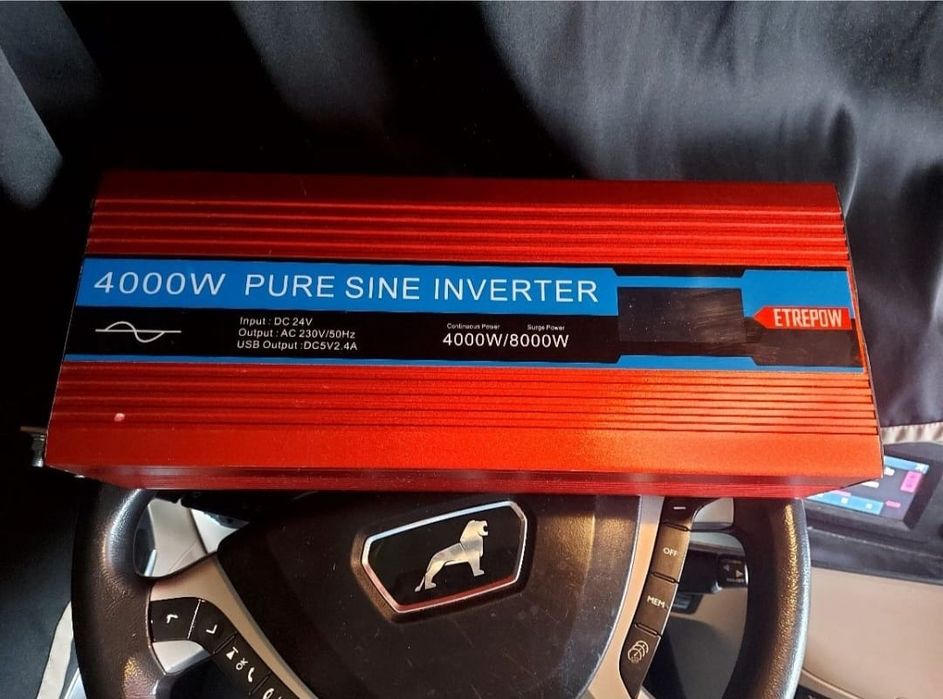 4000W PURE SINE INVERTER
Input : DC 24V
Output : AC 230V/50Hz
USB Output :DC5V2.4A
Continuous Power
Surge Power
4000W/8000W
ETREPOW
OFF
MEM